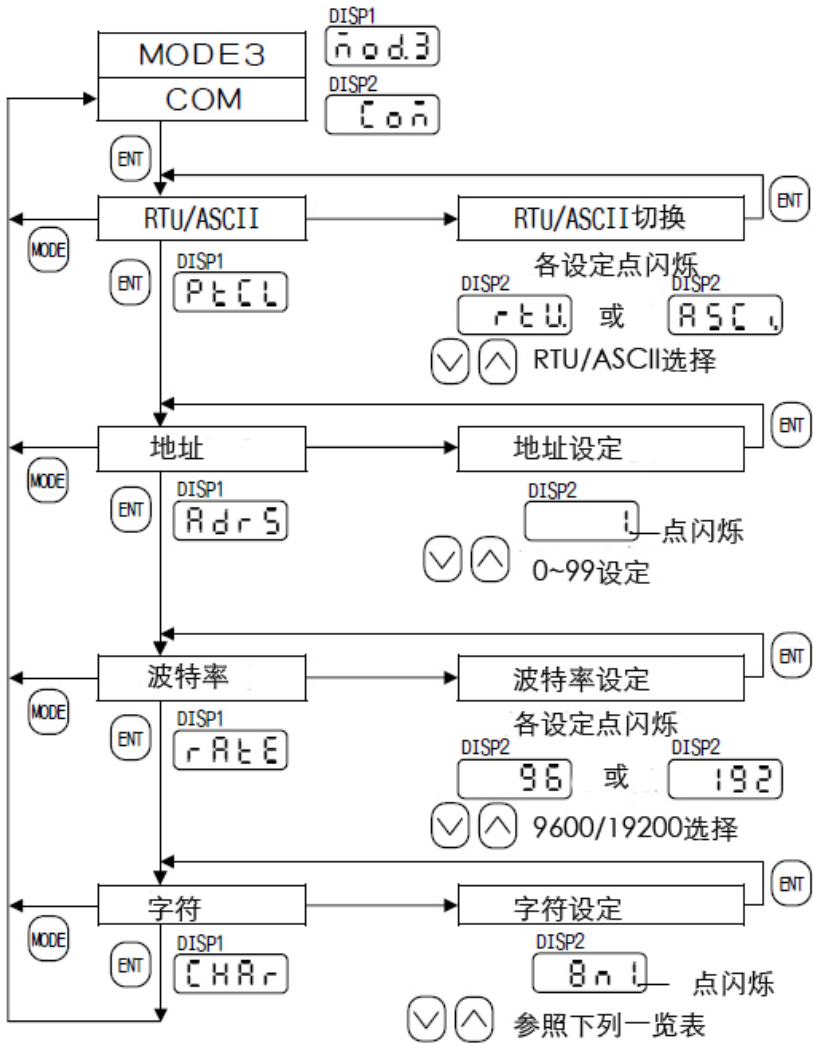 DISP1
MODE3
mod.3
DISP2
COM
Com
ENT
RTU/ASCII
RTU/ASCII切换
ENT
MODE
各设定点闪烁
ENT
DISP1
PtCL
DISP2
DISP2
rtU.
或
ASCi.
RTU/ASCII选择
地址
地址设定
ENT
MODE
ENT
DISP1
AdrS
DISP2
1.
点闪烁
0~99设定
波特率
波特率设定
ENT
MODE
各设定点闪烁
ENT
DISP1
rAtE
DISP2
DISP2
96
或
192
9600/19200选择
字符
字符设定
ENT
MODE
ENT
DISP1
CHAr
DISP2
8n1.
点闪烁
参照下列一览表